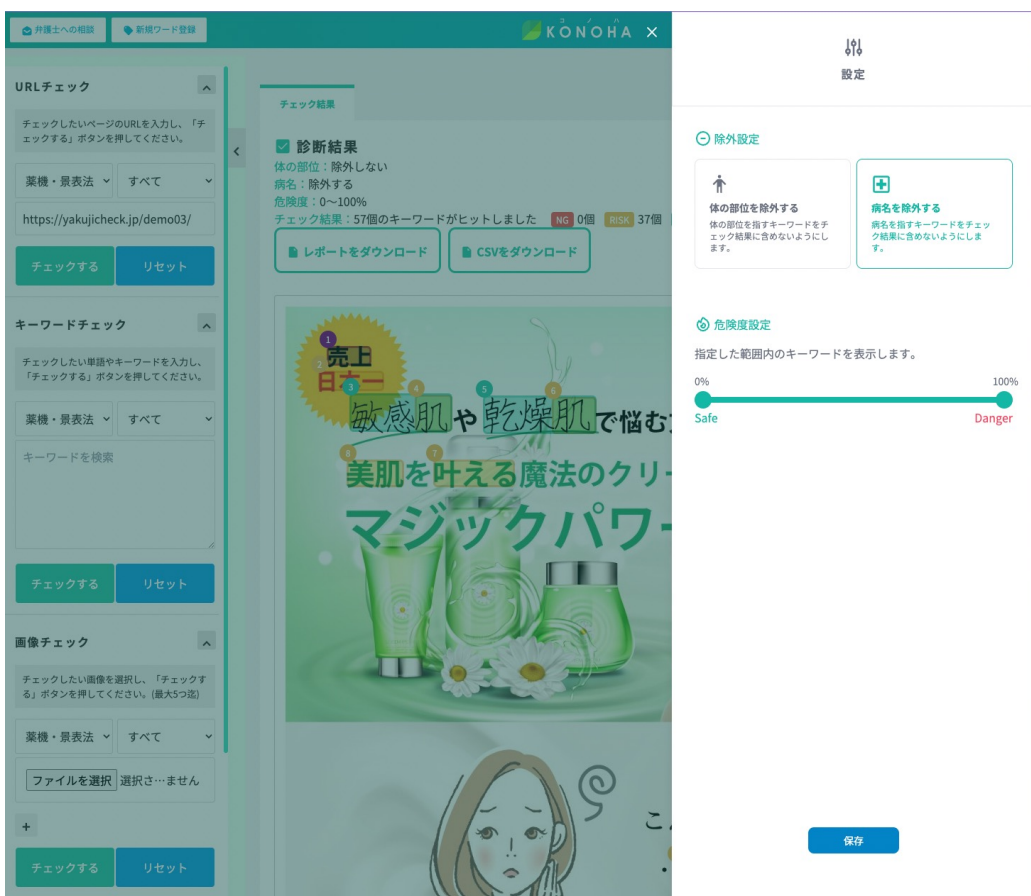 弁護士への相談
新規ワード登録
コノハ
KONOHA ×
URLチェック
チェックしたいページのURLを入力し、「チ
ェックする」ボタンを押してください。
薬機・景表法 すべて
https://yakujicheck.jp/demo03/
チェックする リセット
キーワードチェック
チェックしたい単語やキーワードを入力し、
「チェックする」ボタンを押してください。
薬機・景表法 すべて
キーワードを検索
チェックする リセット
画像チェック
チェックしたい画像を選択し、「チェックす
る」ボタンを押してください。(最大5つ迄)
薬機・景表法 すべて
ファイルを選択 選択さ…ません
+
チェックする リセット
チェック結果
診断結果
体の部位：除外しない
病名：除外する
危険度：0〜100%
チェック結果：57個のキーワードがヒットしました NG 0個 RISK 37個
レポートをダウンロード CSVをダウンロード
1
売上
2
日本一
3 4 5 6
敏感肌や乾燥肌で悩む
8 7
美肌を叶える魔法のクリー
マジックパワー
こ
設定
除外設定
体の部位を除外する
体の部位を指すキーワードをチ
ェック結果に含めないようにし
ます。
病名を除外する
病名を指すキーワードをチェッ
ク結果に含めないようにしま
す。
危険度設定
指定した範囲内のキーワードを表示します。
0% 100%
Safe Danger
保存